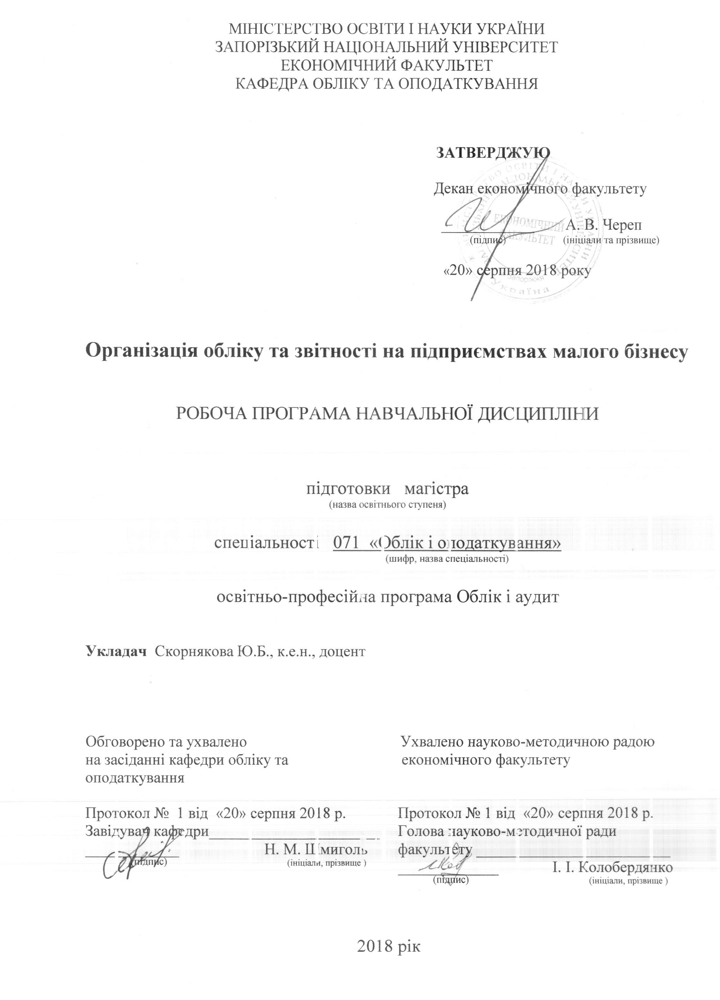 МІНІСТЕРСТВО ОСВІТИ І НАУКИ УКРАЇНИ
ЗАПОРІЗЬКИЙ НАЦІОНАЛЬНИЙ УНІВЕРСИТЕТ
ЕКОНОМІЧНИЙ ФАКУЛЬТЕТ
КАФЕДРА ОБЛІКУ ТА ОПОДАТКУВАННЯ
ЗАТВЕРДЖУЮ
Декан економічного факультету
А. В. Череп
(підпис) (ініціали та прізвище)
«20» серпня 2018 року
ЕКОНОМІЧНИЙ
ФАКУЛЬТЕТ
Запоріжжя
Україна
Організація обліку та звітності на підприємствах малого бізнесу
РОБОЧА ПРОГРАМА НАВЧАЛЬНОЇ ДИСЦИПЛІНИ
підготовки магістра
(назва освітнього ступеня)
спеціальності 071 «Облік і оподаткування»
(шифр, назва спеціальності)
освітньо-професійна програма Облік і аудит
Укладач Скорнякова Ю.Б., к.е.н., доцент
Обговорено та ухвалено
на засіданні кафедри обліку та
оподаткування
Протокол № 1 від «20» серпня 2018 р.
Завідувач кафедри
Н. М. Шмиголь
(підпис) (ініціали, прізвище )
Ухвалено науково-методичною радою
економічного факультету
Протокол № 1 від «20» серпня 2018 р.
Голова науково-методичної ради
факультету
І. І. Колобердянко
(підпис) (ініціали, прізвище )
2018 рік